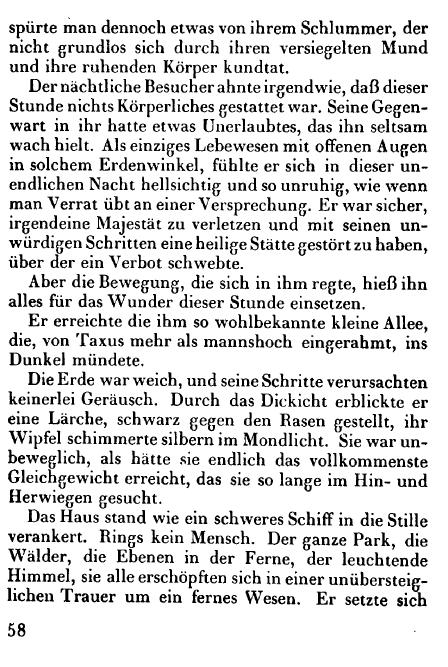 spürte man dennoch etwas von ihrem Schlummer, der
nicht grundlos sich durch ihren versiegelten Mund
und ihre ruhenden Körper kundtat.
Der nächtliche Besucher ahnte irgendwie, daß dieser
Stunde nichts Körperliches gestattet war. Seine Gegen-
wart in ihr hatte etwas Unerlaubtes, das ihn seltsam
wach hielt. Als einziges Lebewesen mit offenen Augen
in solchem Erdenwinkel, fühlte er sich in dieser un-
endlichen Nacht hellsichtig und so unruhig, wie wenn
man Verrat übt an einer Versprechung. Er war sicher,
irgendeine Majestät zu verletzen und mit seinen un-
würdigen Schritten eine heilige Stätte gestört zu haben,
über der ein Verbot schwebte.
Aber die Bewegung, die sich in ihm regte, hieß ihn
alles für das Wunder dieser Stunde einsetzen.
Er erreichte die ihm so wohlbekannte kleine Allee,
die, von Taxus mehr als mannshoch eingerahmt, ins
Dunkel mündete.
Die Erde war weich, und seine Schritte verursachten
keinerlei Geräusch. Durch das Dickicht erblickte er
eine Lärche, schwarz gegen den Rasen gestellt, ihr
Wipfel schimmerte silbern im Mondlicht. Sie war un-
beweglich, als hätte sie endlich das vollkommenste
Gleichgewicht erreicht, das sie so lange im Hin- und
Herwiegen gesucht.
Das Haus stand wie ein schweres Schiff in die Stille
verankert. Rings kein Mensch. Der ganze Park, die
Wälder, die Ebenen in der Ferne, der leuchtende
Himmel, sie alle erschöpften sich in einer unübersteig-
lichen Trauer um ein fernes Wesen. Er setzte sich
58